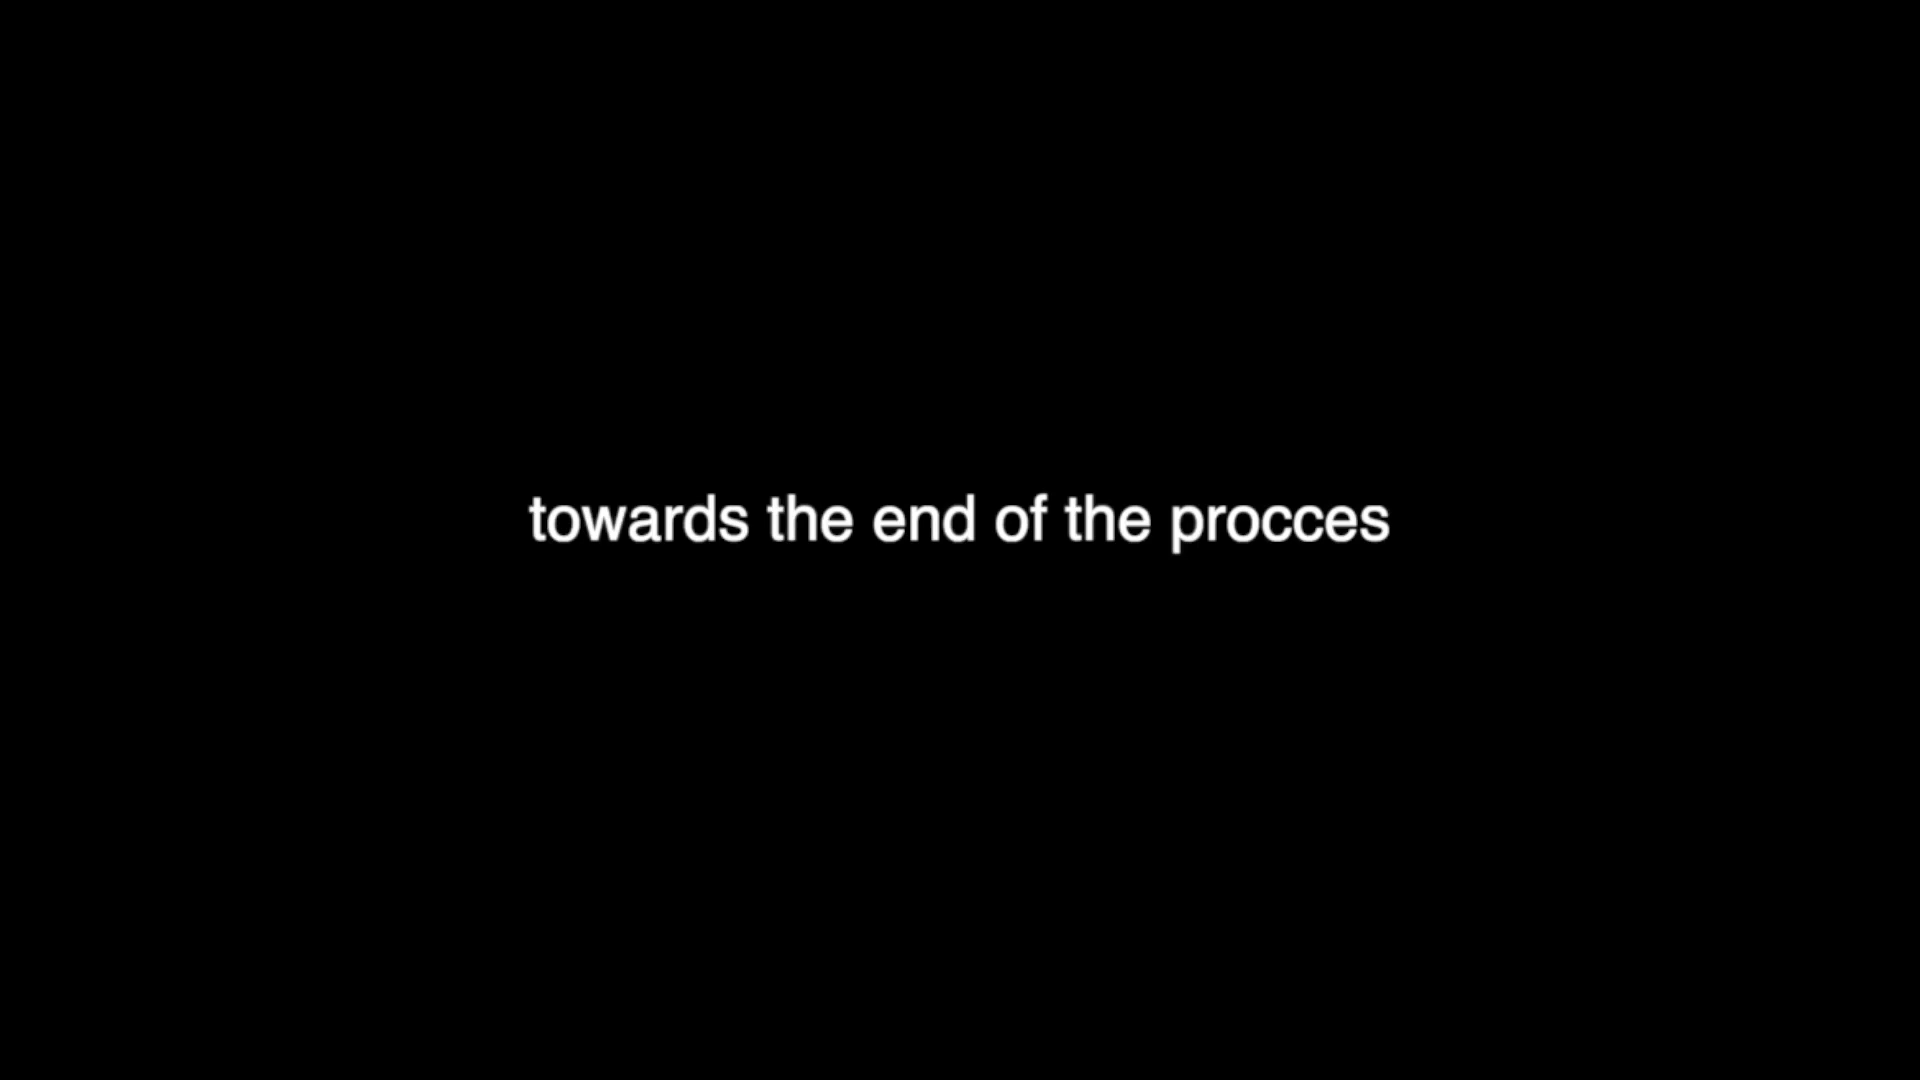 towards the end of the procces